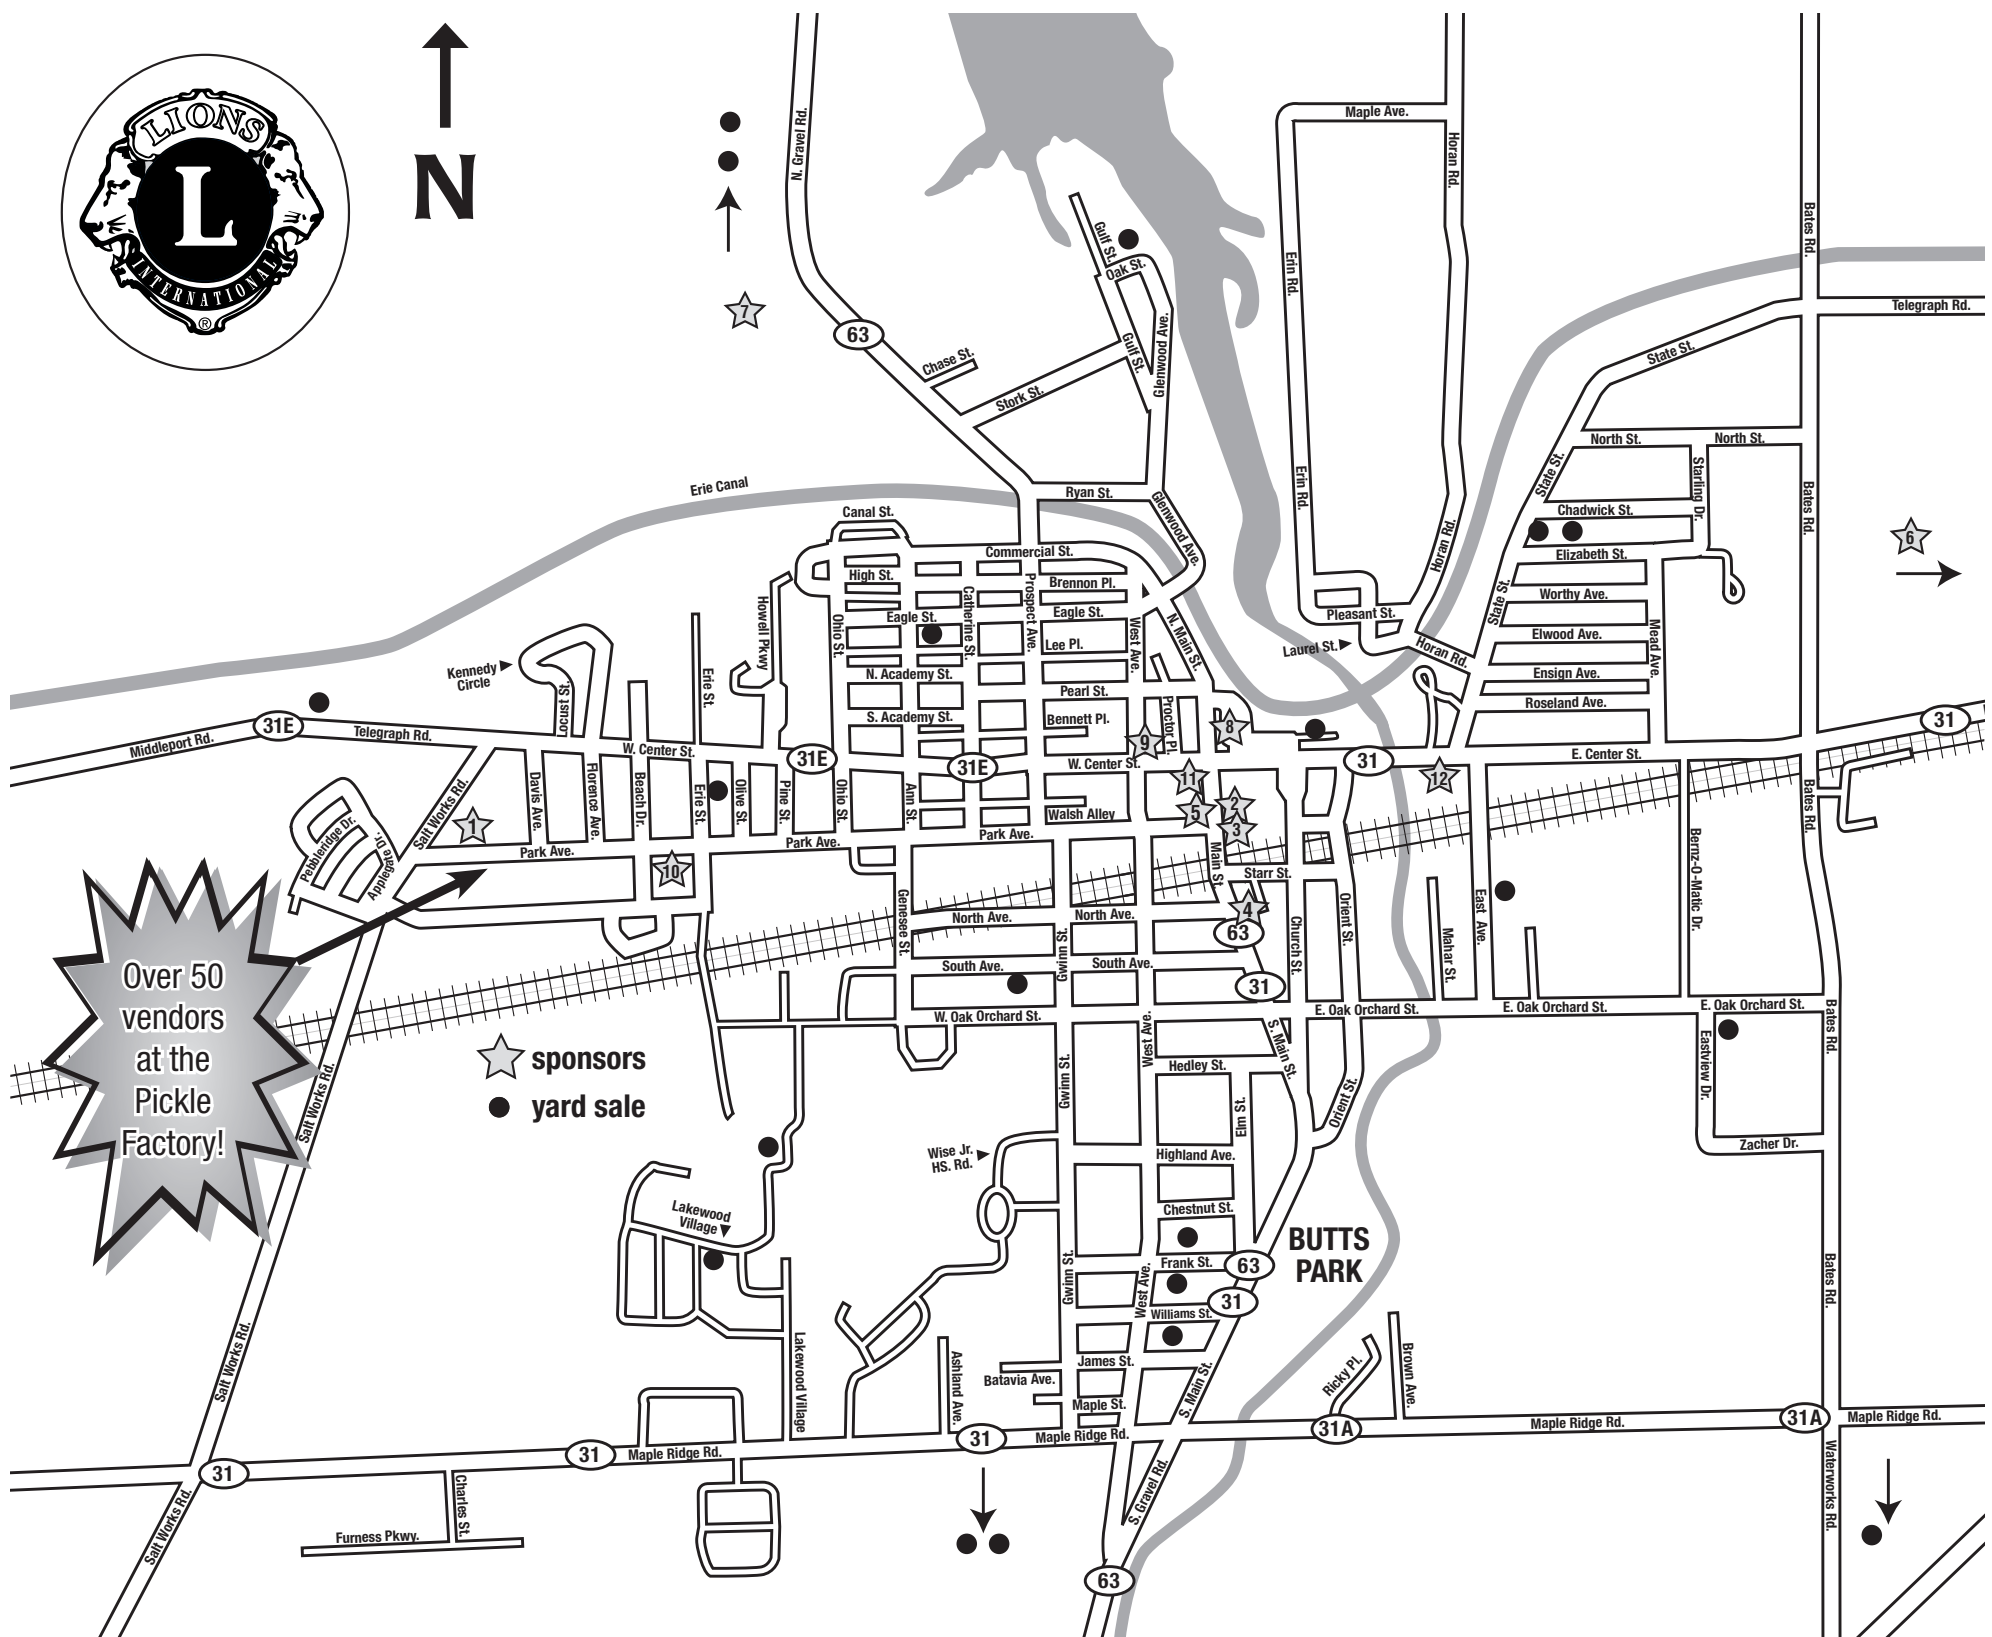 LIONS
L
INTERNATIONAL
®
N
N. Gravel Rd.
7
63
Chase St.
Stork St.
Gulf St.
Oak St.
Gulf St.
Glenwood Ave.
Maple Ave.
Horan Rd.
Erin Rd.
Erin Rd.
Horan Rd.
Bates Rd.
Telegraph Rd.
State St.
North St.
North St.
State St.
Starling Dr.
Bates Rd.
Chadwick St.
Elizabeth St.
6
Worthy Ave.
State St.
Elwood Ave.
Mead Ave.
Ensign Ave.
Roseland Ave.
Pleasant St.
Laurel St.
Horan Rd.
Erie Canal
Ryan St.
Glenwood Ave.
Canal St.
Commercial St.
High St.
Brennon Pl.
Prospect Ave.
Catherine St.
Eagle St.
Eagle St.
Ohio St.
Howell Pkwy
Lee Pl.
West Ave.
N. Main St.
N. Academy St.
Pearl St.
S. Academy St.
Bennett Pl.
Proctor Pl.
8
9
Kennedy
Circle
Locust St.
Erie St.
31E
Middleport Rd.
Telegraph Rd.
W. Center St.
31E
31E
W. Center St.
31
E. Center St.
31
11
12
Salt Works Rd.
Davis Ave.
Florence Ave.
Beach Dr.
Erie St.
Olive St.
Pine St.
Ohio St.
Ann St.
Walsh Alley
5
2
3
1
Pebbleridge Dr.
Applegate Dr.
Park Ave.
Park Ave.
Park Ave.
10
Main St.
Starr St.
4
63
Genesee St.
North Ave.
North Ave.
Gwinn St.
South Ave.
South Ave.
Church St.
Orient St.
Mahar St.
East Ave.
Bernz-O-Matic Dr.
Bates Rd.
31
W. Oak Orchard St.
E. Oak Orchard St.
E. Oak Orchard St.
E. Oak Orchard St.
Over 50
vendors
at the
Pickle
Factory!
sponsors
yard sale
Salt Works Rd.
West Ave.
S. Main St.
Gwinn St.
Hedley St.
Elm St.
Orient St.
Eastview Dr.
Bates Rd.
Zacher Dr.
Wise Jr.
HS. Rd.
Highland Ave.
Chestnut St.
Lakewood
Village
BUTTS
PARK
Gwinn St.
West Ave.
Frank St.
63
31
Williams St.
Bates Rd.
Salt Works Rd.
Lakewood Village
Ashland Ave.
James St.
Batavia Ave.
Maple St.
S. Main St.
Ricky Pl.
Brown Ave.
31
31
Maple Ridge Rd.
31
Maple Ridge Rd.
31A
Maple Ridge Rd.
31A
Maple Ridge Rd.
Salt Works Rd.
Charles St.
Furness Pkwy.
S. Gravel Rd.
63
Waterworks Rd.